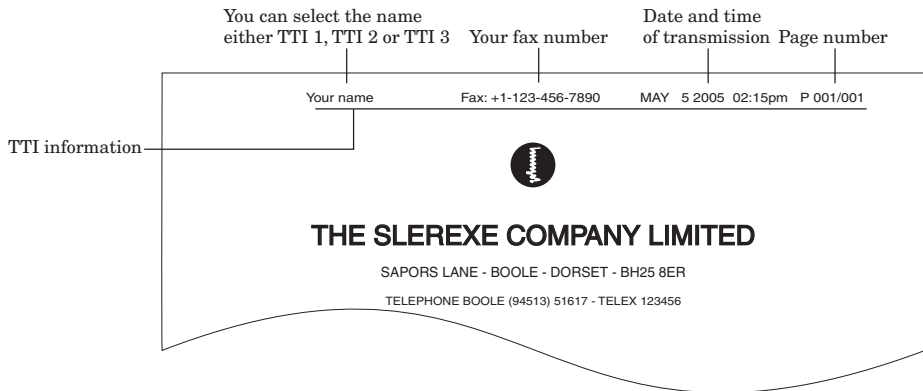 You can select the name
either TTI 1, TTI 2 or TTI 3
Your fax number
Date and time
of transmission
Page number
Your name Fax: +1-123-456-7890 MAY 5 2005 02:15pm P 001/001
TTI information
THE SLEREXE COMPANY LIMITED
SAPORS LANE - BOOLE - DORSET - BH25 8ER
TELEPHONE BOOLE (94513) 51617 - TELEX 123456